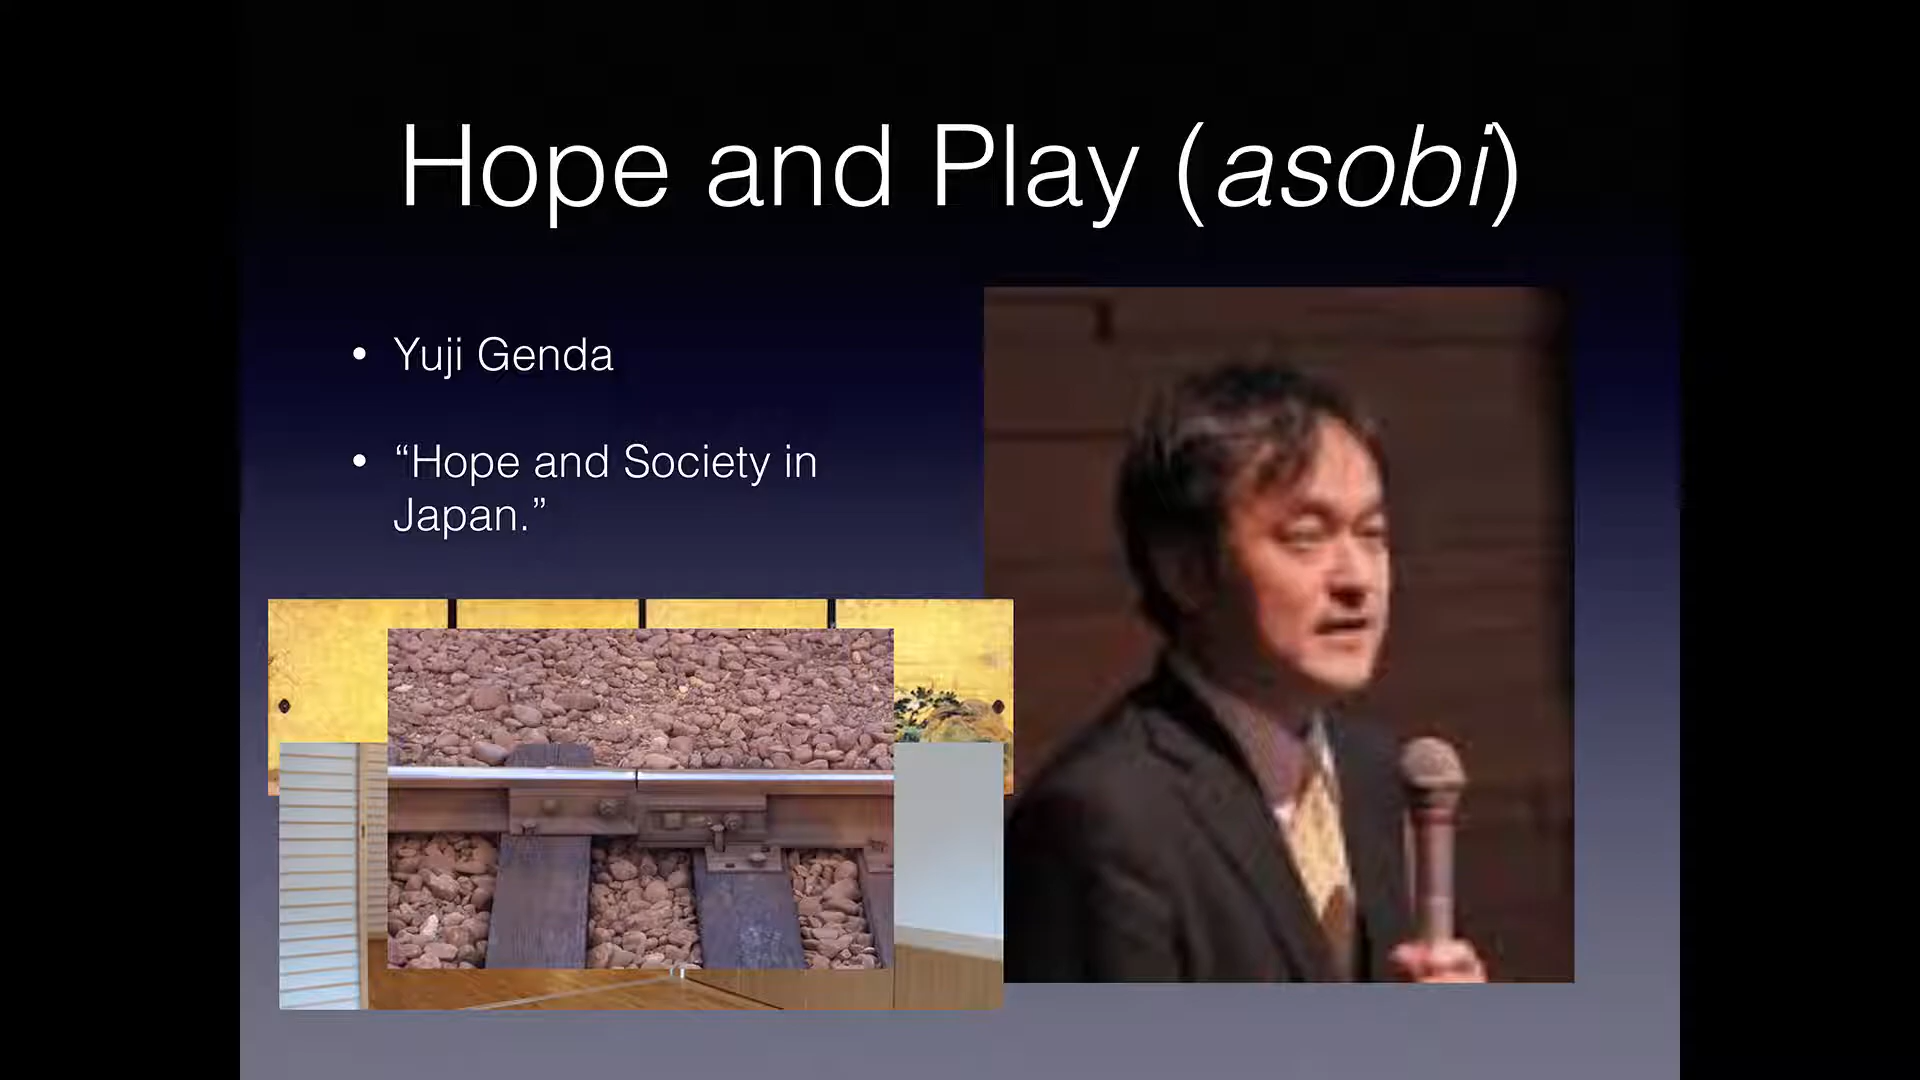 Hope and Play (asobi)
• Yuji Genda
• “Hope and Society in
Japan.”